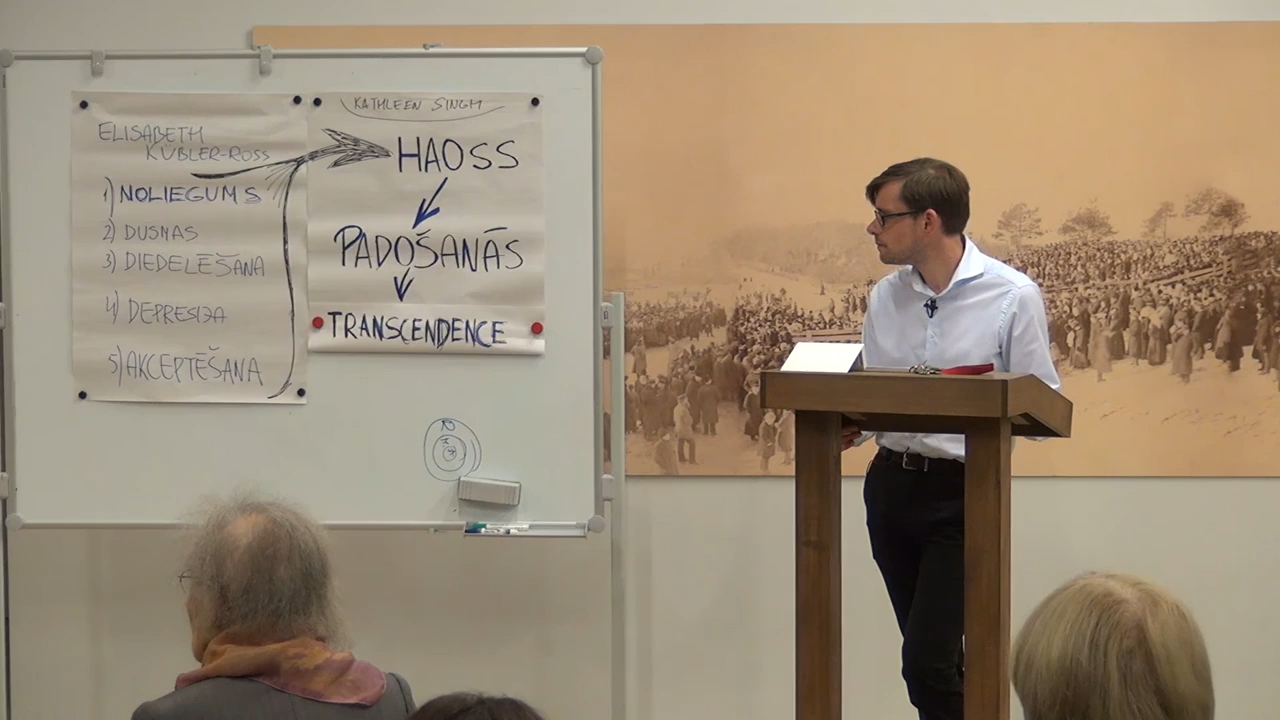 ELISABETH
KÜBLER-ROSS
1) NOLIEGUMS
2) DUSMAS
3) DIEDELĒŠANA
4) DEPRESIJA
5) AKCEPTĒŠANA
KATHLEEN SINGH
HAOSS
PADOŠANĀS
TRANSCENDENCE